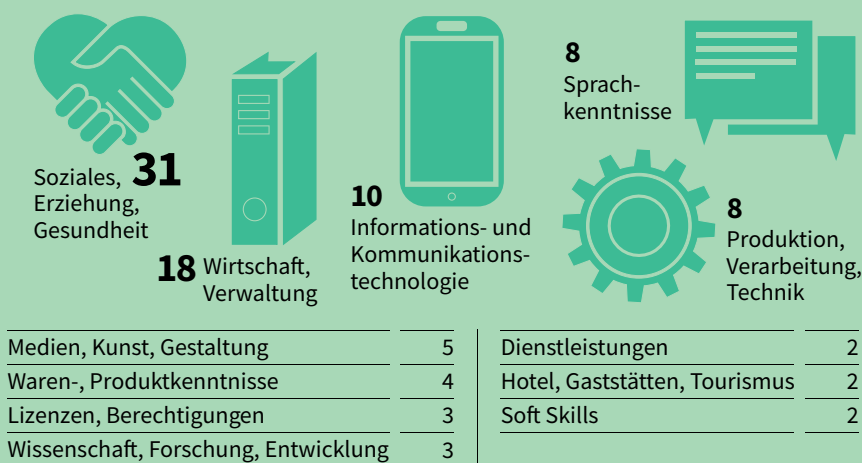 Soziales, 31
Erziehung,
Gesundheit
18 Wirtschaft,
Verwaltung
10
Informations- und
Kommunikations-
technologie
8
Sprach-
kenntnisse
8
Produktion,
Verarbeitung,
Technik
Medien, Kunst, Gestaltung 5
Waren-, Produktkenntnisse 4
Lizenzen, Berechtigungen 3
Wissenschaft, Forschung, Entwicklung 3
Dienstleistungen 2
Hotel, Gaststätten, Tourismus 2
Soft Skills 2